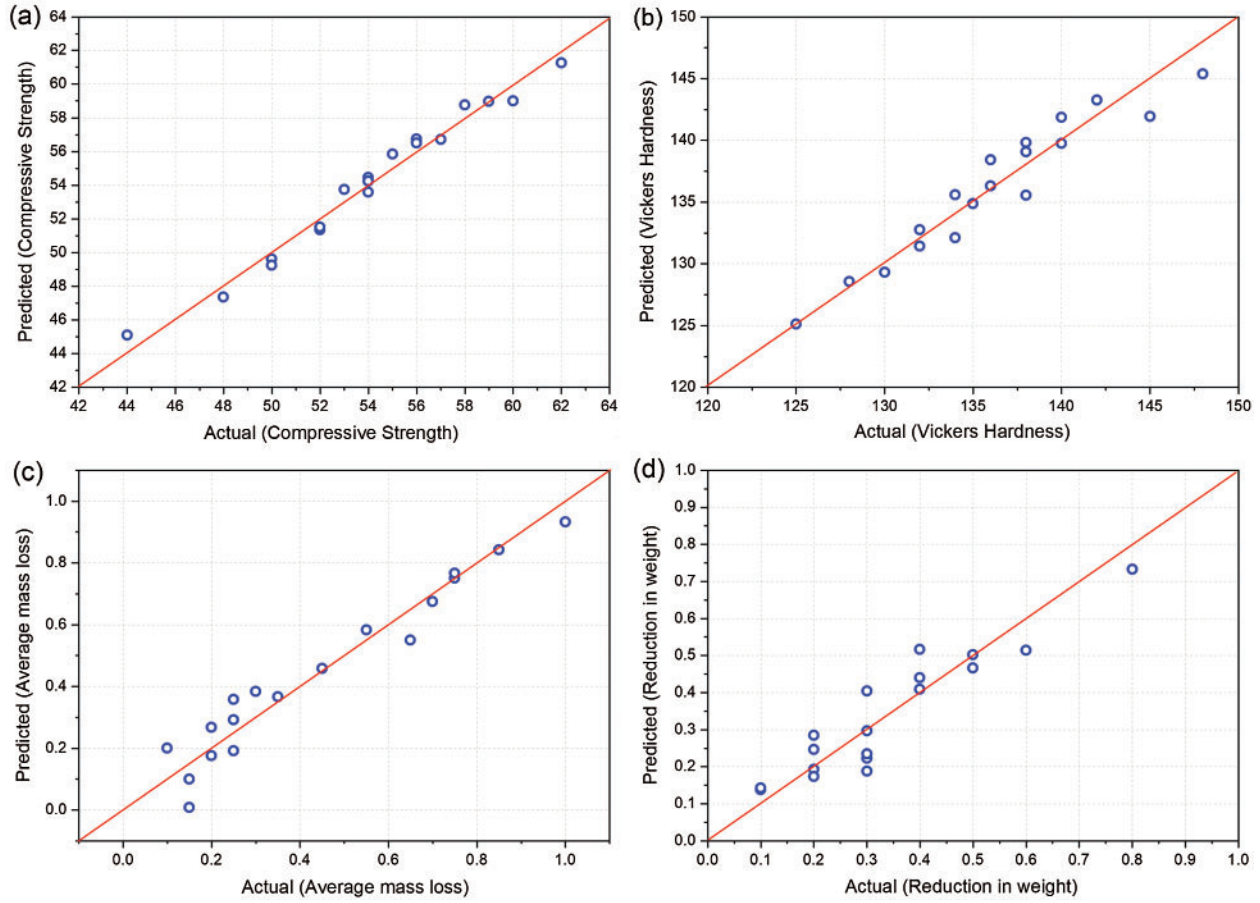 (a)
64
62
60
58
56
54
52
50
48
46
44
42
Predicted (Compressive Strength)
42 44 46 48 50 52 54 56 58 60 62 64
Actual (Compressive Strength)
(b)
150
145
140
135
130
125
120
Predicted (Vickers Hardness)
120 125 130 135 140 145 150
Actual (Vickers Hardness)
(c)
1.0
0.8
0.6
0.4
0.2
0.0
Predicted (Average mass loss)
0.0 0.2 0.4 0.6 0.8 1.0
Actual (Average mass loss)
(d)
1.0
0.9
0.8
0.7
0.6
0.5
0.4
0.3
0.2
0.1
0.0
Predicted (Reduction in weight)
0.0 0.1 0.2 0.3 0.4 0.5 0.6 0.7 0.8 0.9 1.0
Actual (Reduction in weight)